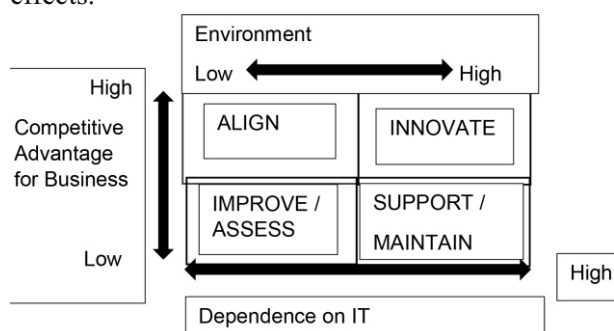 effects.
Environment
Low High
High
Competitive
Advantage
for Business
Low
ALIGN
INNOVATE
IMPROVE /
ASSESS
SUPPORT /
MAINTAIN
High
Dependence on IT